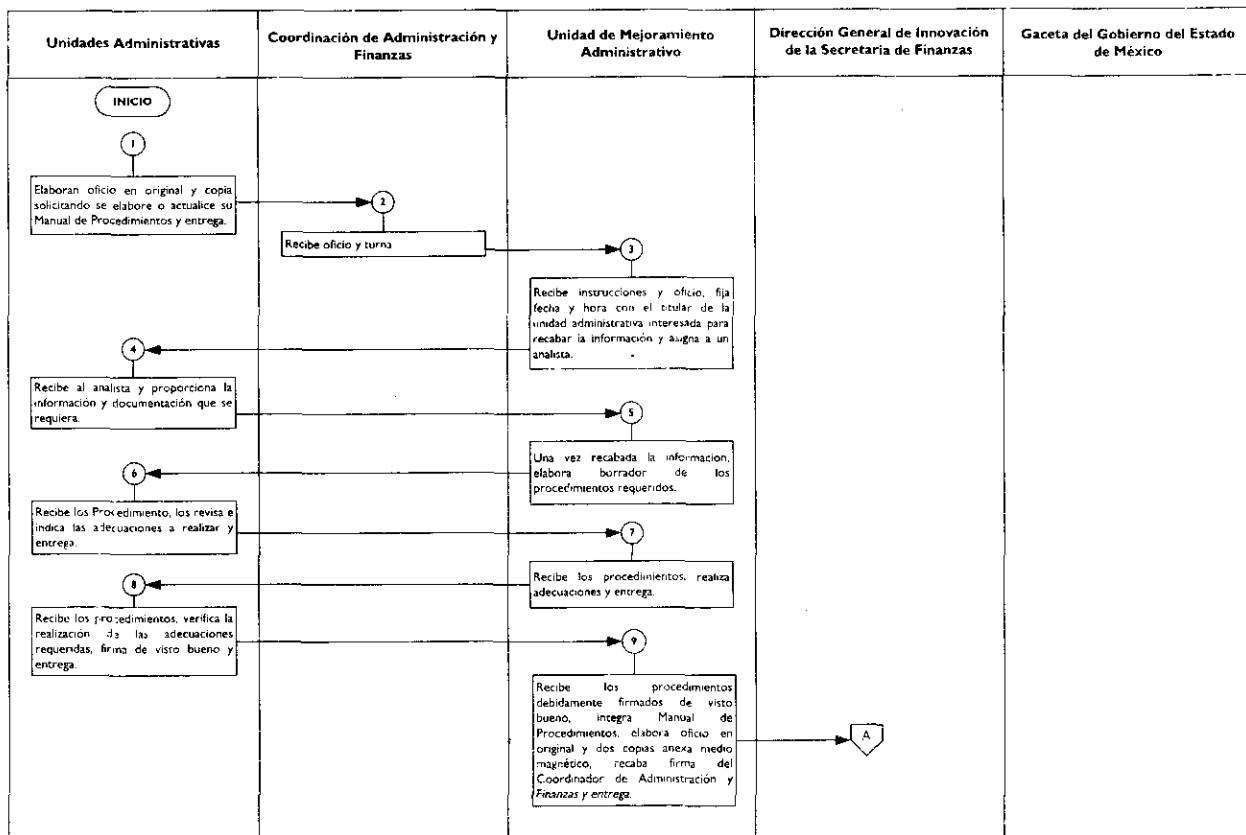 Unidades Administrativas
Coordinación de Administración y
Finanzas
Unidad de Mejoramiento
Administrativo
Dirección General de Innovación
de la Secretaria de Finanzas
Gaceta del Gobierno del Estado
de México
INICIO
1
Elaboran oficio en original y copia
solicitando se elabore o actualice su
Manual de Procedimientos y entrega.
2
Recibe oficio y turna
3
Recibe instrucciones y oficio, fija
fecha y hora con el titular de la
unidad administrativa interesada para
recabar la información y asigna a un
analista.
4
Recibe al analista y proporciona la
información y documentación que se
requiera.
5
Una vez recabada la informacion,
elabora borrador de los
procedimientos requeridos.
6
Recibe los Procedimiento, los revisa e
indica las adecuaciones a realizar y
entrega.
7
Recibe los procedimientos, realiza
adecuaciones y entrega.
8
Recibe los procedimientos, verifica la
realización de las adecuaciones
requeridas, firma de visto bueno y
entrega.
9
Recibe los procedimientos
debidamente firmados de visto
bueno, integra Manual de
Procedimientos, elabora oficio en
original y dos copias anexa medio
magnético, recaba firma del
Coordinador de Administración y
Finanzas y entrega.
A